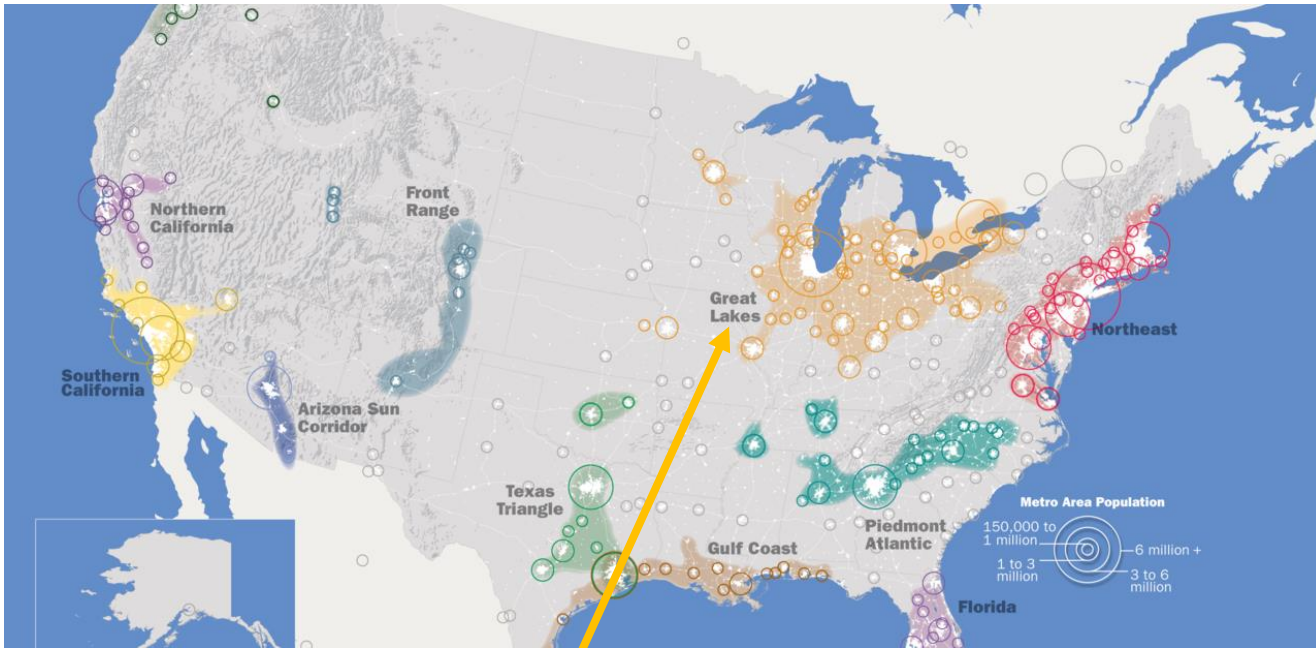 Front
Range
Northern
California
Great
Lakes
Northeast
Southern
California
Arizona Sun
Corridor
Texas
Triangle
Piedmont
Atlantic
Gulf Coast
Florida
Metro Area Population
150,000 to
1 million
1 to 3
million
6 million +
3 to 6
million